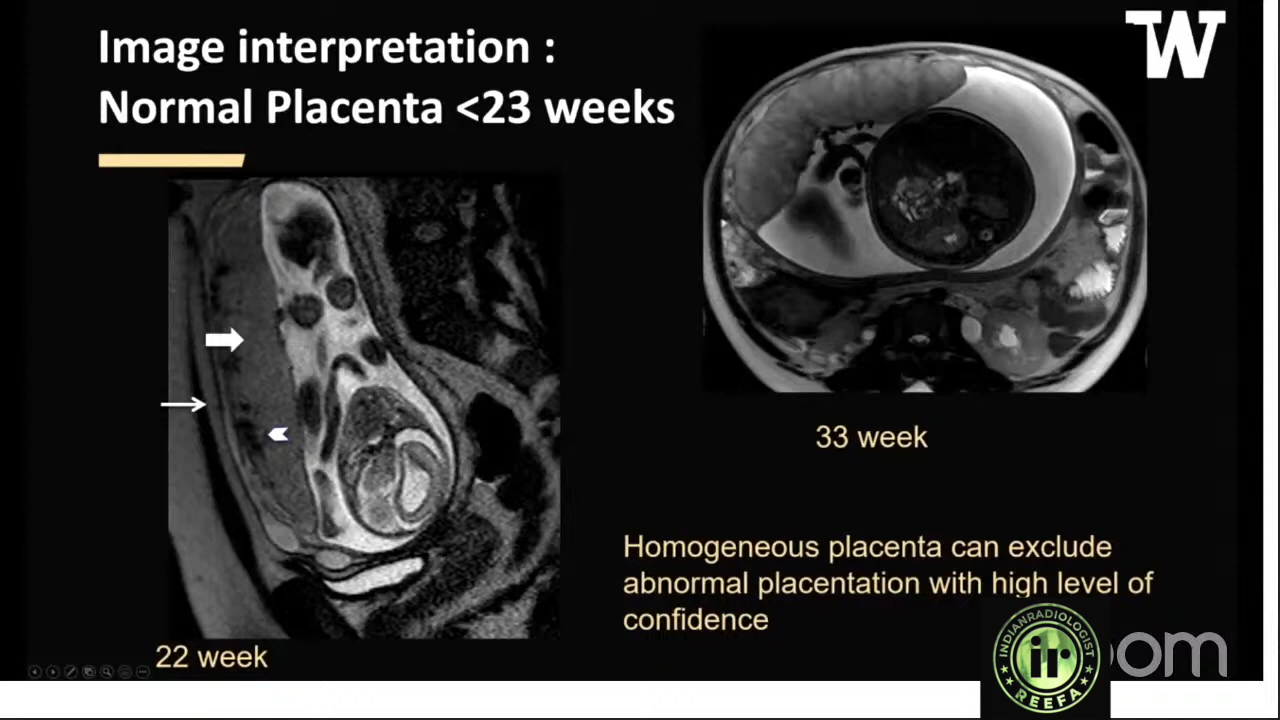 Image interpretation :
Normal Placenta <23 weeks
W
33 week
Homogeneous placenta can exclude
abnormal placentation with high level of
confidence
22 week
INDIANRADIOLOGIST
ir
REEFA
oom